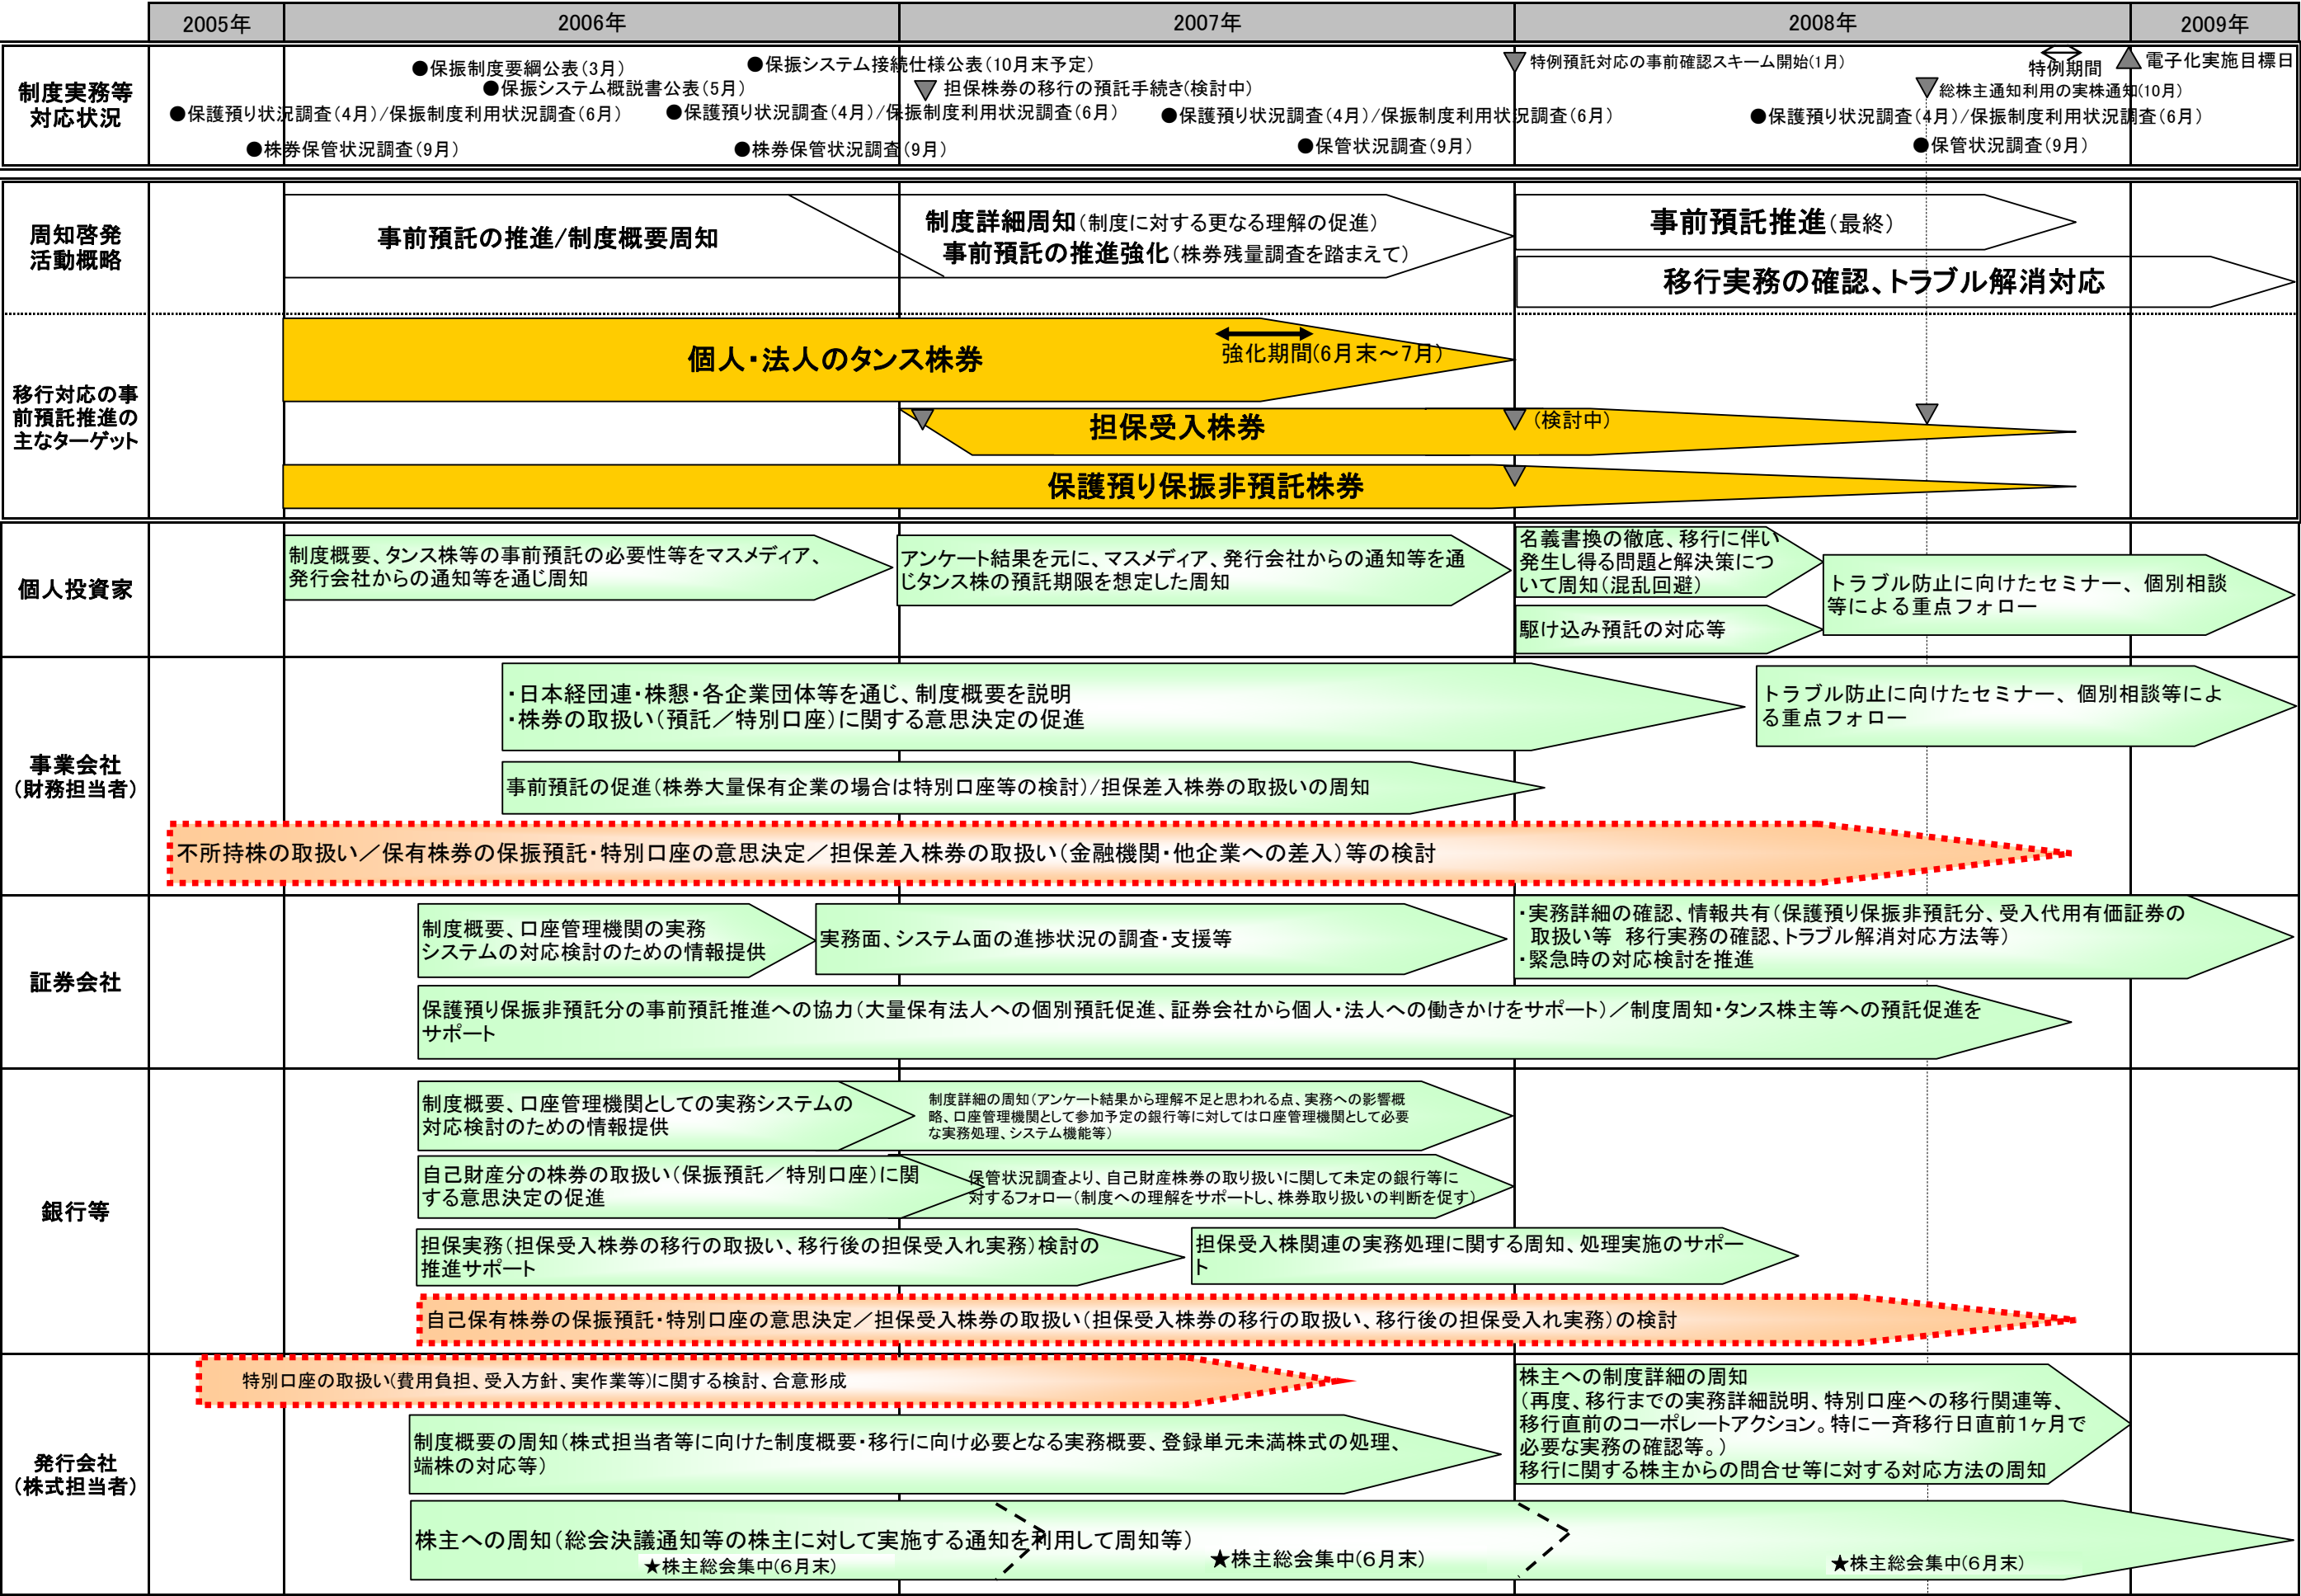 2005年
2006年
2007年
2008年
2009年
制度実務等
対応状況
●保振制度要綱公表（3月）
●保振システム接続仕様公表（10月末予定）
▽特例預託対応の事前確認スキーム開始（1月）
特例期間
△電子化実施目標日
●保振システム概説書公表（5月）
▽担保株券の移行の預託手続き（検討中）
▽総株主通知利用の実株通知（10月）
●保護預り状況調査（4月）/保振制度利用状況調査（6月）
●保護預り状況調査（4月）/保振制度利用状況調査（6月）
●保護預り状況調査（4月）/保振制度利用状況調査（6月）
●保護預り状況調査（4月）/保振制度利用状況調査（6月）
●株券保管状況調査（9月）
●株券保管状況調査（9月）
●保管状況調査（9月）
●保管状況調査（9月）
周知啓発
活動概略
事前預託の推進/制度概要周知
制度詳細周知（制度に対する更なる理解の促進）
事前預託の推進強化（株券残量調査を踏まえて）
事前預託推進（最終）
移行実務の確認、トラブル解消対応
移行対応の事
前預託推進の
主なターゲット
個人・法人のタンス株券
強化期間（6月末～7月）
担保受入株券
（検討中）
保護預り保振非預託株券
個人投資家
制度概要、タンス株等の事前預託の必要性等をマスメディア、
発行会社からの通知等を通じ周知
アンケート結果を元に、マスメディア、発行会社からの通知等を通
じタンス株の預託期限を想定した周知
名義書換の徹底、移行に伴い
発生し得る問題と解決策につ
いて周知（混乱回避）
駆け込み預託の対応等
トラブル防止に向けたセミナー、個別相談
等による重点フォロー
事業会社
（財務担当者）
・日本経団連・株懇・各企業団体等を通じ、制度概要を説明
・株券の取扱い（預託／特別口座）に関する意思決定の促進
トラブル防止に向けたセミナー、個別相談等によ
る重点フォロー
事前預託の促進（株券大量保有企業の場合は特別口座等の検討）/担保差入株券の取扱いの周知
不所持株の取扱い／保有株券の保振預託・特別口座の意思決定／担保差入株券の取扱い（金融機関・他企業への差入）等の検討
証券会社
制度概要、口座管理機関の実務
システムの対応検討のための情報提供
実務面、システム面の進捗状況の調査・支援等
・実務詳細の確認、情報共有（保護預り保振非預託分、受入代用有価証券の
取扱い等　移行実務の確認、トラブル解消対応方法等）
・緊急時の対応検討を推進
保護預り保振非預託分の事前預託推進への協力（大量保有法人への個別預託促進、証券会社から個人・法人への働きかけをサポート）／制度周知・タンス株主等への預託促進を
サポート
銀行等
制度概要、口座管理機関としての実務システムの
対応検討のための情報提供
制度詳細の周知（アンケート結果から理解不足と思われる点、実務への影響概
略、口座管理機関として参加予定の銀行等に対しては口座管理機関として必要
な実務処理、システム機能等）
自己財産分の株券の取扱い（保振預託／特別口座）に関
する意思決定の促進
保管状況調査より、自己財産株券の取り扱いに関して未定の銀行等に
対するフォロー（制度への理解をサポートし、株券取り扱いの判断を促す）
担保実務（担保受入株券の移行の取扱い、移行後の担保受入れ実務）検討の
推進サポート
担保受入株関連の実務処理に関する周知、処理実施のサポー
ト
自己保有株券の保振預託・特別口座の意思決定／担保受入株券の取扱い（担保受入株券の移行の取扱い、移行後の担保受入れ実務）の検討
発行会社
（株式担当者）
特別口座の取扱い（費用負担、受入方針、実作業等）に関する検討、合意形成
制度概要の周知（株式担当者等に向けた制度概要・移行に向け必要となる実務概要、登録単元未満株式の処理、
端株の対応等）
株主への制度詳細の周知
（再度、移行までの実務詳細説明、特別口座への移行関連等、
移行直前のコーポレートアクション。特に一斉移行日直前１ヶ月で
必要な実務の確認等。）
移行に関する株主からの問合せ等に対する対応方法の周知
株主への周知（総会決議通知等の株主に対して実施する通知を利用して周知等）
★株主総会集中（６月末）
★株主総会集中（６月末）
★株主総会集中（６月末）